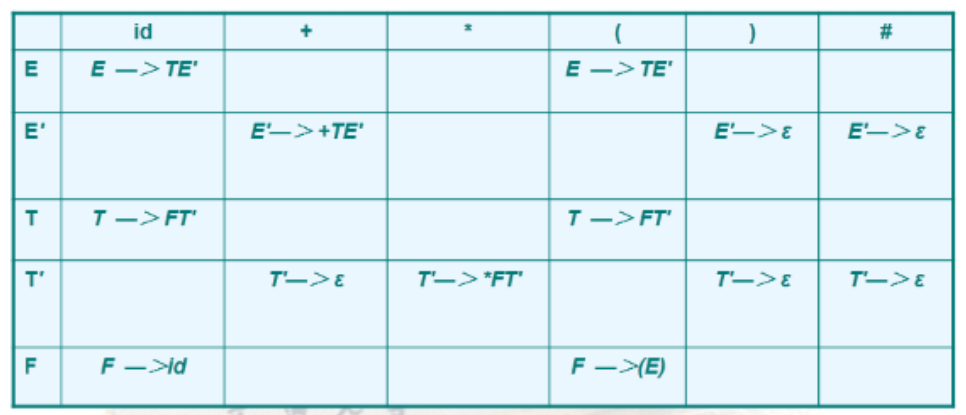 id + * ( ) #
E E —> TE' E —> TE'
E' E'—> +TE' E'—> ε E'—> ε
T T —> FT' T —> FT'
T' T'—> ε T'—> *FT' T'—> ε T'—> ε
F F —>id F —>(E)